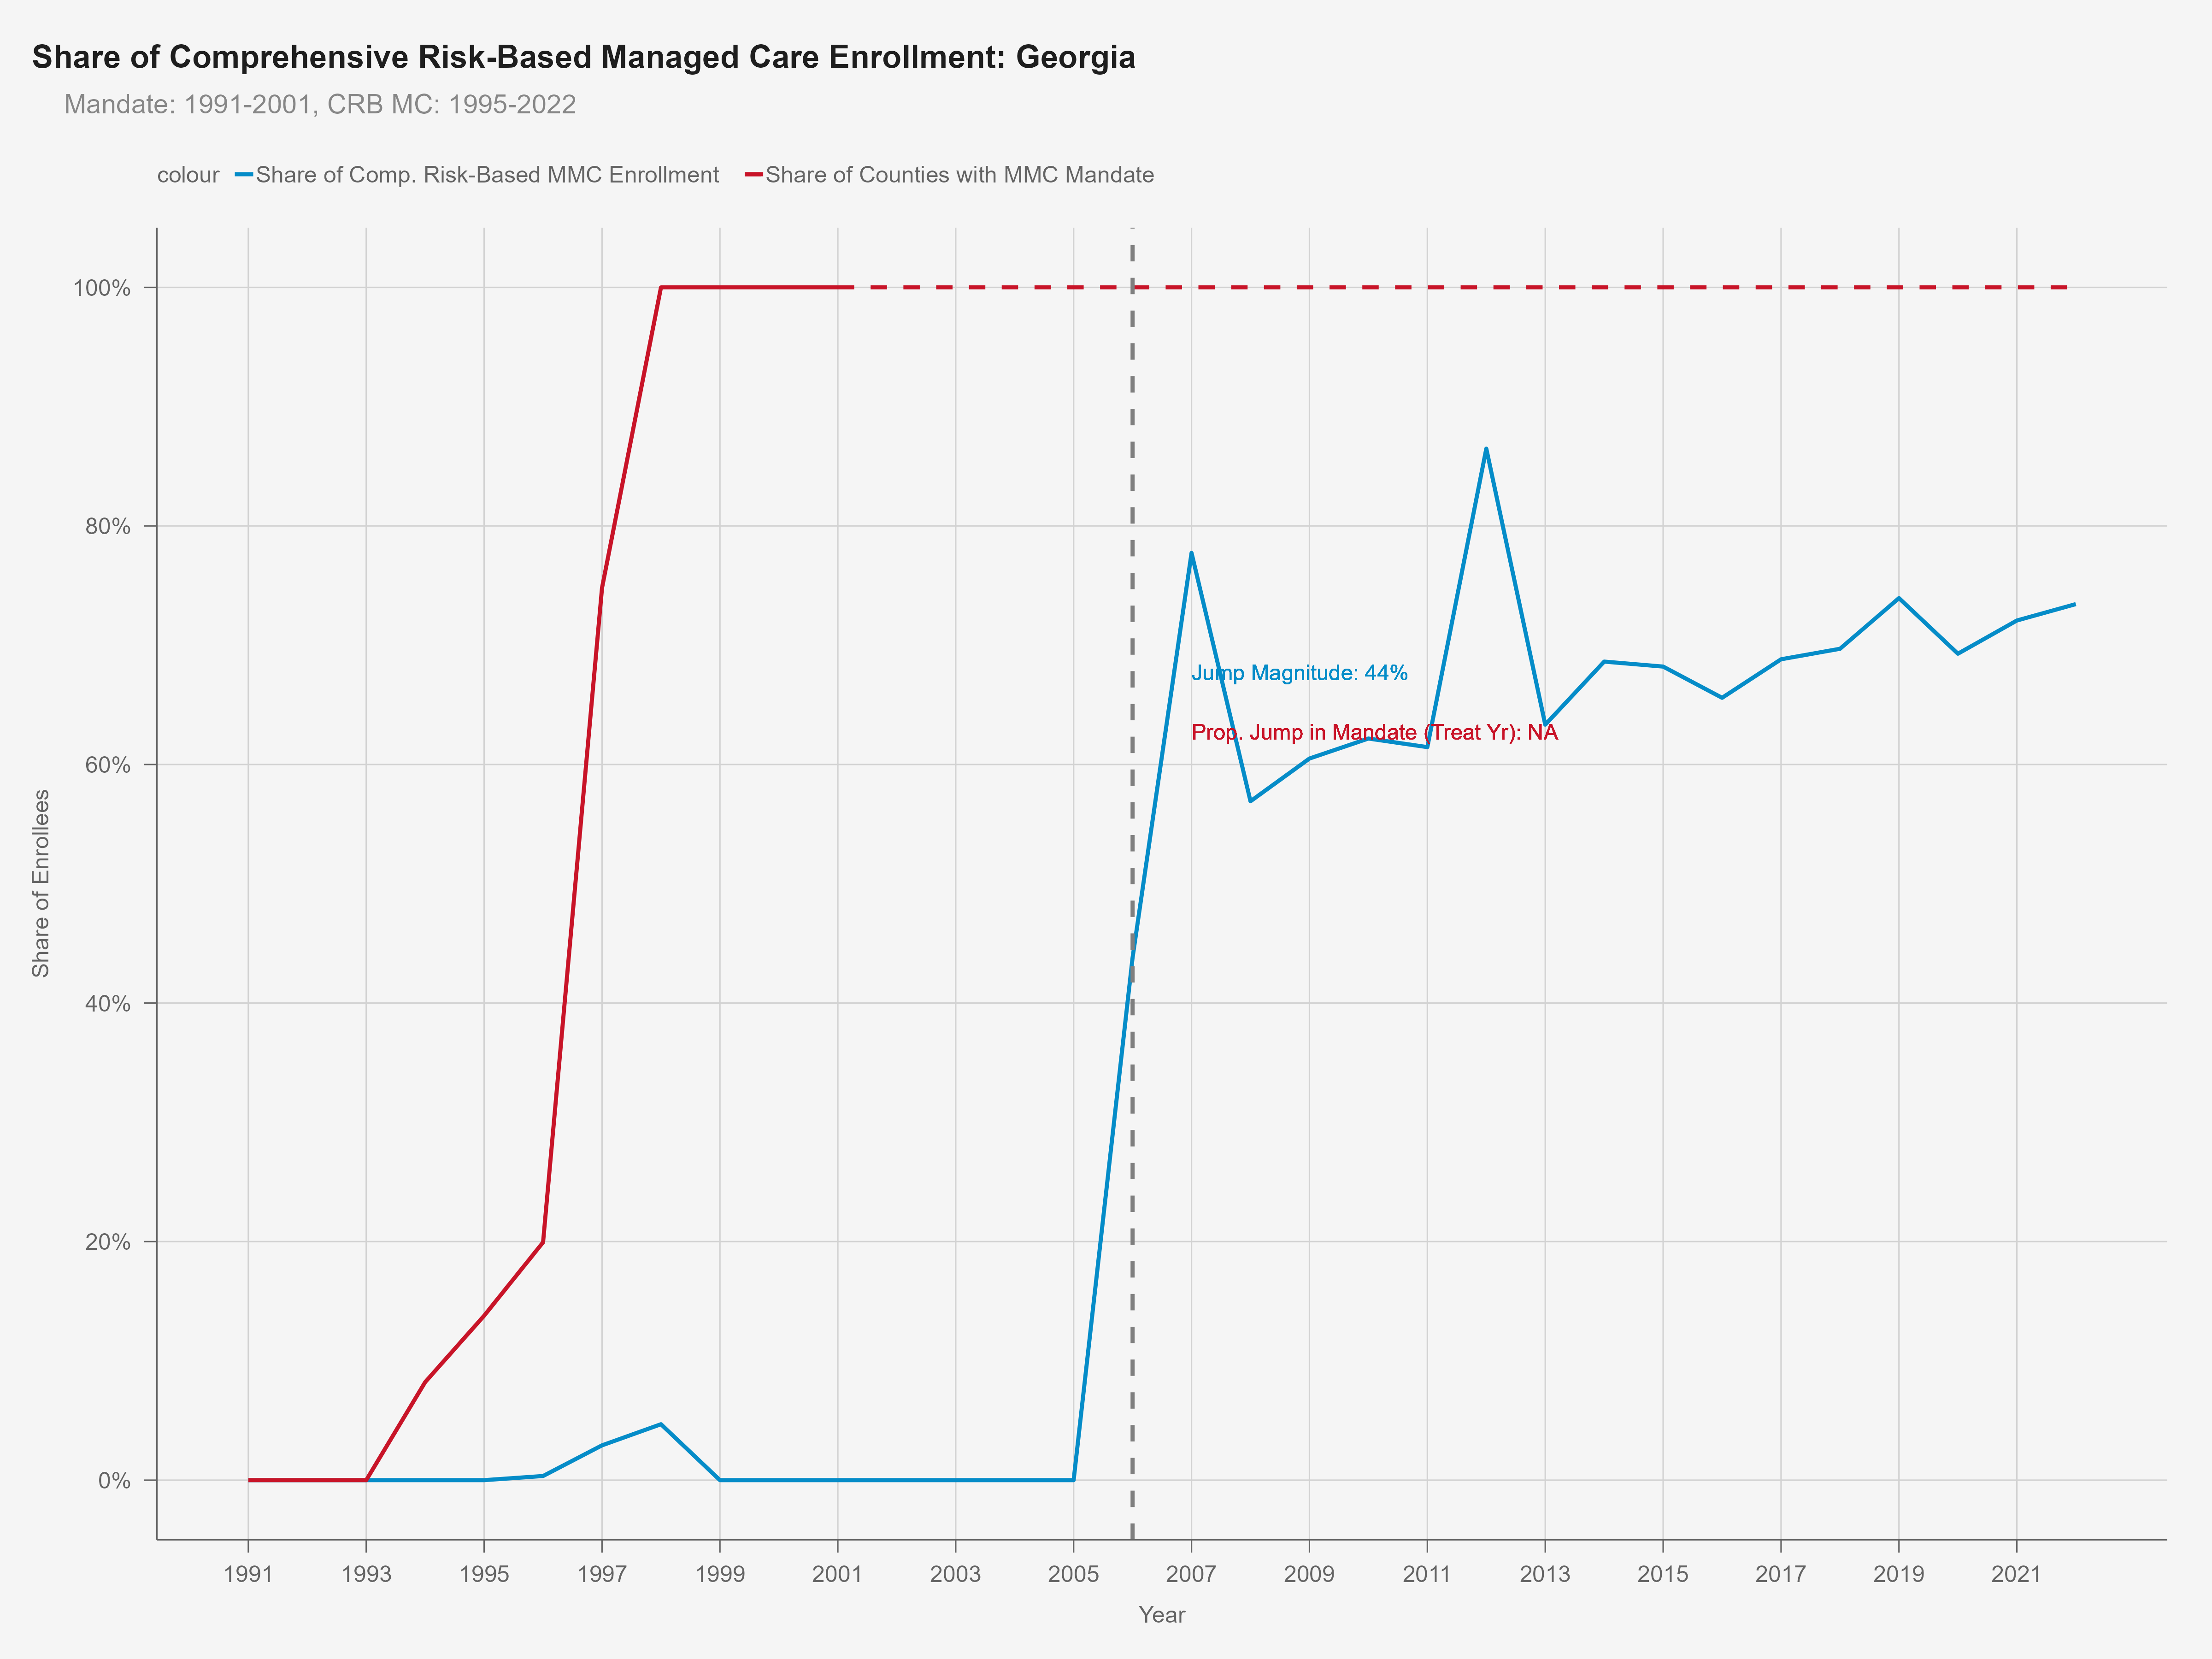 Share of Comprehensive Risk-Based Managed Care Enrollment: Georgia
Mandate: 1991-2001, CRB MC: 1995-2022
colour Share of Comp. Risk-Based MMC Enrollment Share of Counties with MMC Mandate
100%
80%
60%
40%
20%
0%
Share of Enrollees
Jump Magnitude: 44%
Prop. Jump in Mandate (Treat Yr): NA
1991 1993 1995 1997 1999 2001 2003 2005 2007 2009 2011 2013 2015 2017 2019 2021
Year